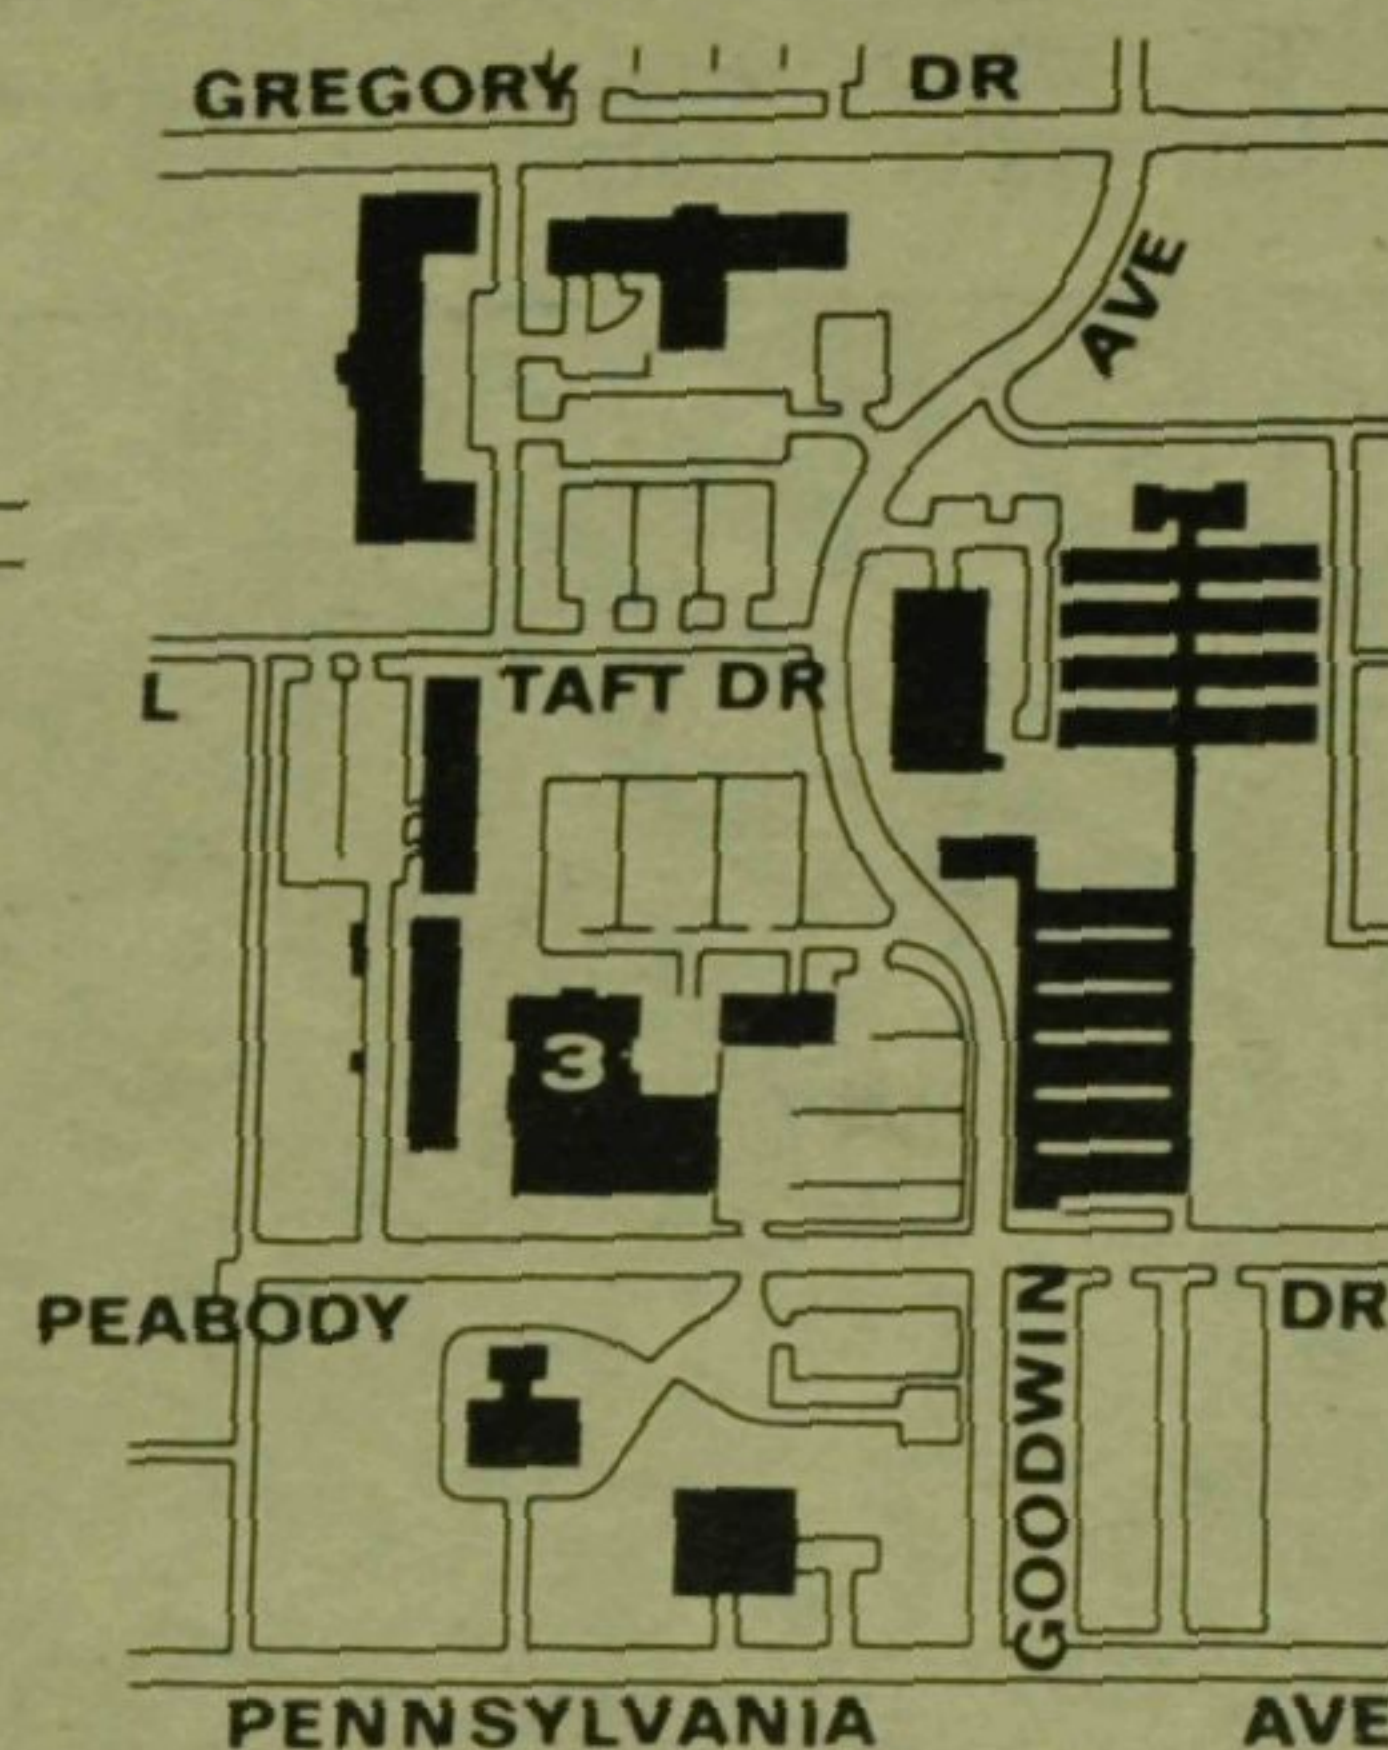 GREGORY DR
AVE
L TAFT DR
3
PEABODY DR
GOODWIN
PENNSYLVANIA AVE